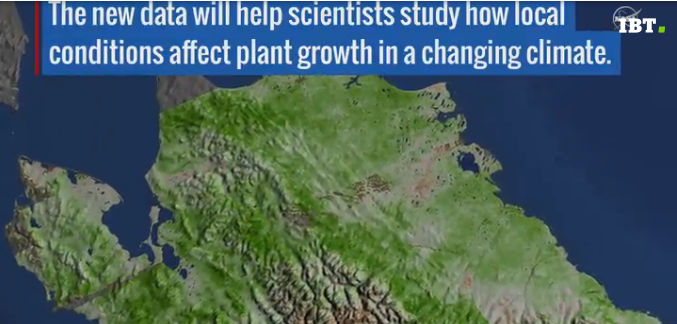 The new data will help scientists study how local
conditions affect plant growth in a changing climate.
IBT.